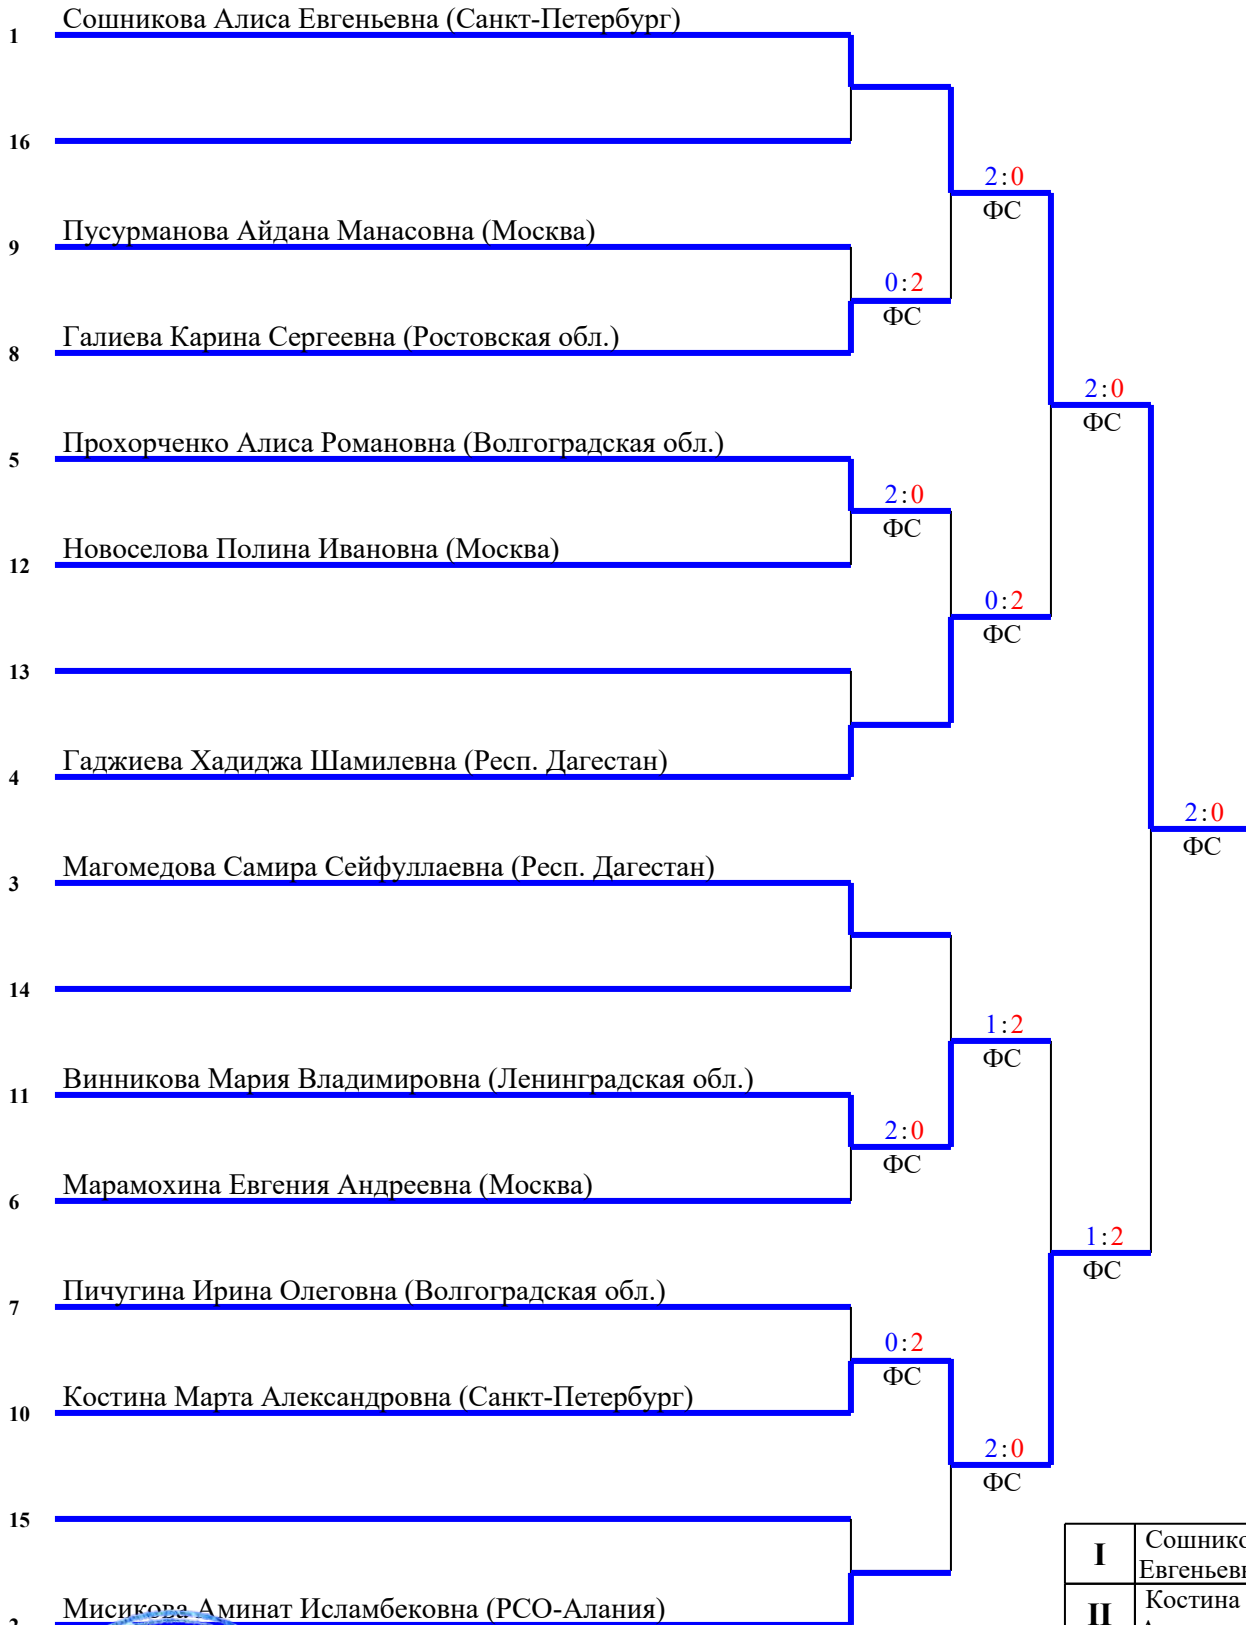 Сошникова Алиса Евгеньевна (Санкт-Петербург)
1
16
2:0
ФС
Пусурманова Айдана Манасовна (Москва)
9
0:2
ФС
Галиева Карина Сергеевна (Ростовская обл.)
8
2:0
ФС
Прохорченко Алиса Романовна (Волгоградская обл.)
5
2:0
ФС
Новоселова Полина Ивановна (Москва)
12
0:2
ФС
13
Гаджиева Хадиджа Шамилевна (Респ. Дагестан)
4
2:0
ФС
Магомедова Самира Сейфуллаевна (Респ. Дагестан)
3
14
1:2
ФС
Винникова Мария Владимировна (Ленинградская обл.)
11
2:0
ФС
Марамохина Евгения Андреевна (Москва)
6
1:2
ФС
Пичугина Ирина Олеговна (Волгоградская обл.)
7
0:2
ФС
Костина Марта Александровна (Санкт-Петербург)
10
2:0
ФС
15
I
Мисикова Аминат Исламбековна (РСО-Алания)
II Костина